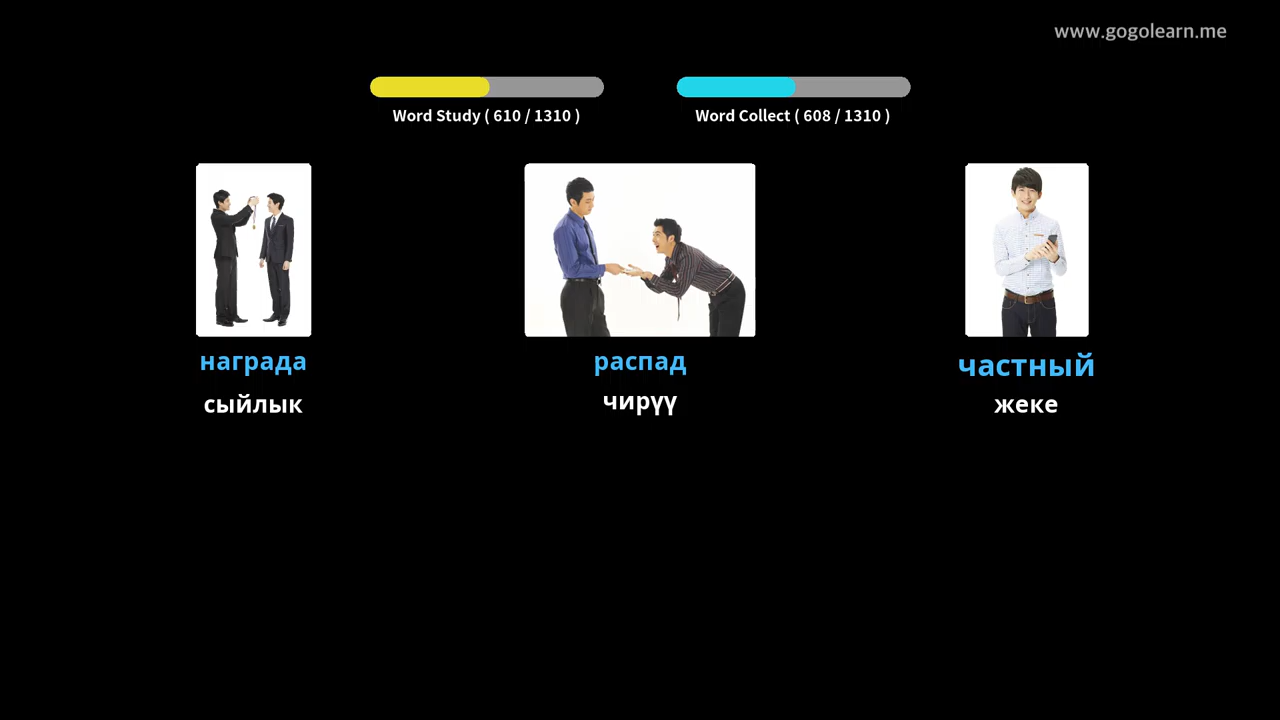 www.gogolearn.me
Word Study ( 610 / 1310 )
Word Collect ( 608 / 1310 )
награда
распад
частный
сыйлык
чирүү
жеке